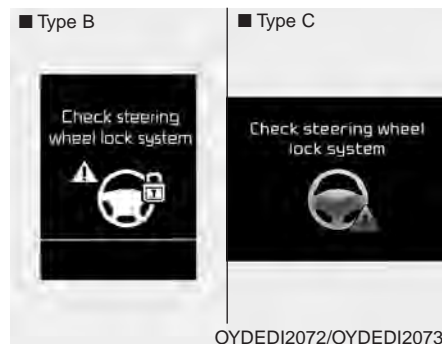 ■ Type B
■ Type C
Check steering
wheel lock system
Check steering wheel
lock system
OYDEDI2072/OYDEDI2073